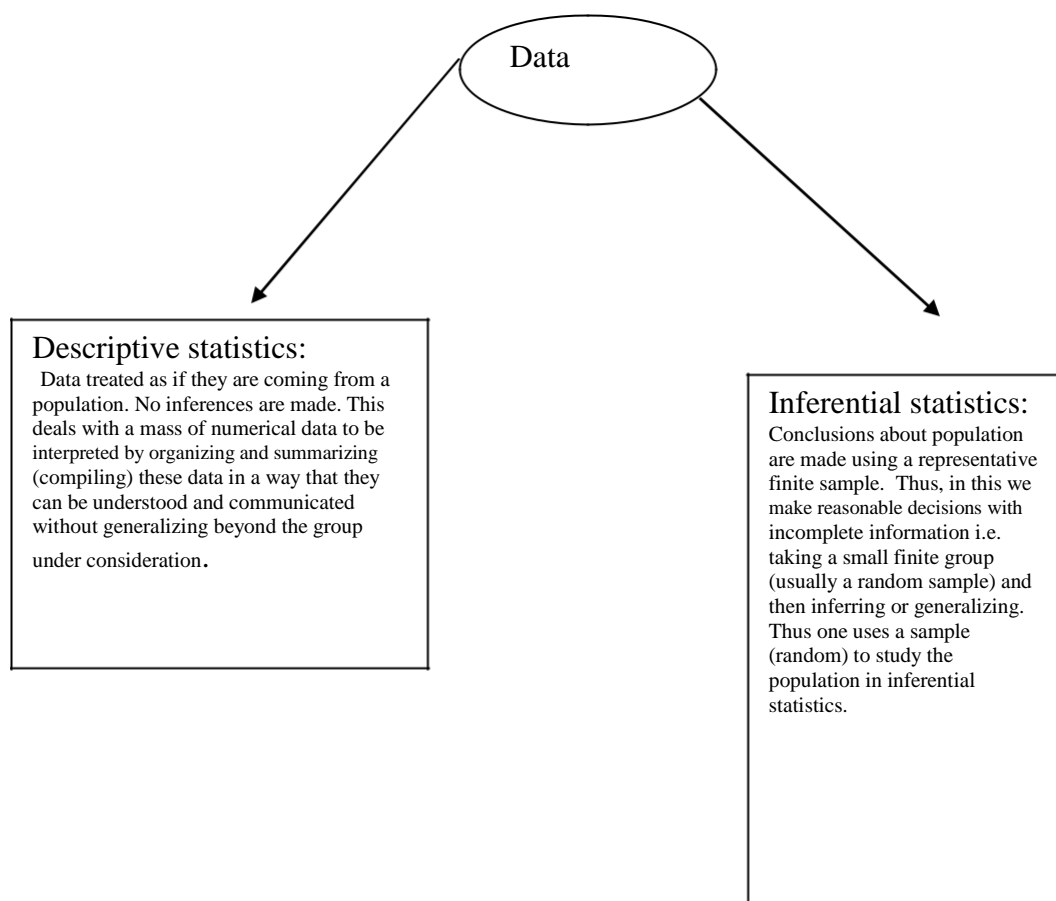 Data
Descriptive statistics:
Data treated as if they are coming from a
population. No inferences are made. This
deals with a mass of numerical data to be
interpreted by organizing and summarizing
(compiling) these data in a way that they
can be understood and communicated
without generalizing beyond the group
under consideration.
Inferential statistics:
Conclusions about population
are made using a representative
finite sample. Thus, in this we
make reasonable decisions with
incomplete information i.e.
taking a small finite group
(usually a random sample) and
then inferring or generalizing.
Thus one uses a sample
(random) to study the
population in inferential
statistics.